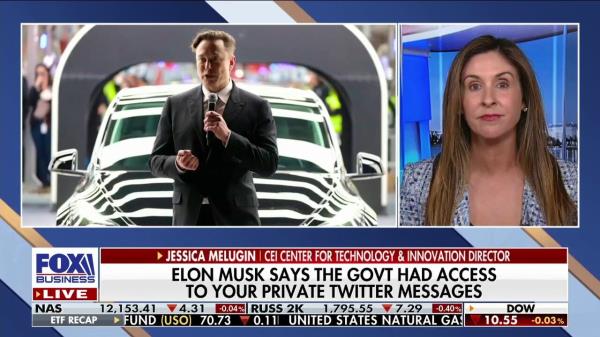 JESSICA MELUGIN | CEI CENTER FOR TECHNOLOGY & INNOVATION DIRECTOR
ELON MUSK SAYS THE GOVT HAD ACCESS
TO YOUR PRIVATE TWITTER MESSAGES
FOX
BUSINESS
LIVE
NAS 12,153.41 ▼ 4.31 -0.04% RUSS 2K 1,795.55 ▼ 7.29 -0.40% ► DOW
ETF RECAP ► FUND (USO) 70.73 ▼ 0.11 UNITED STATES NATURAL GAS 10.55 -0.03%